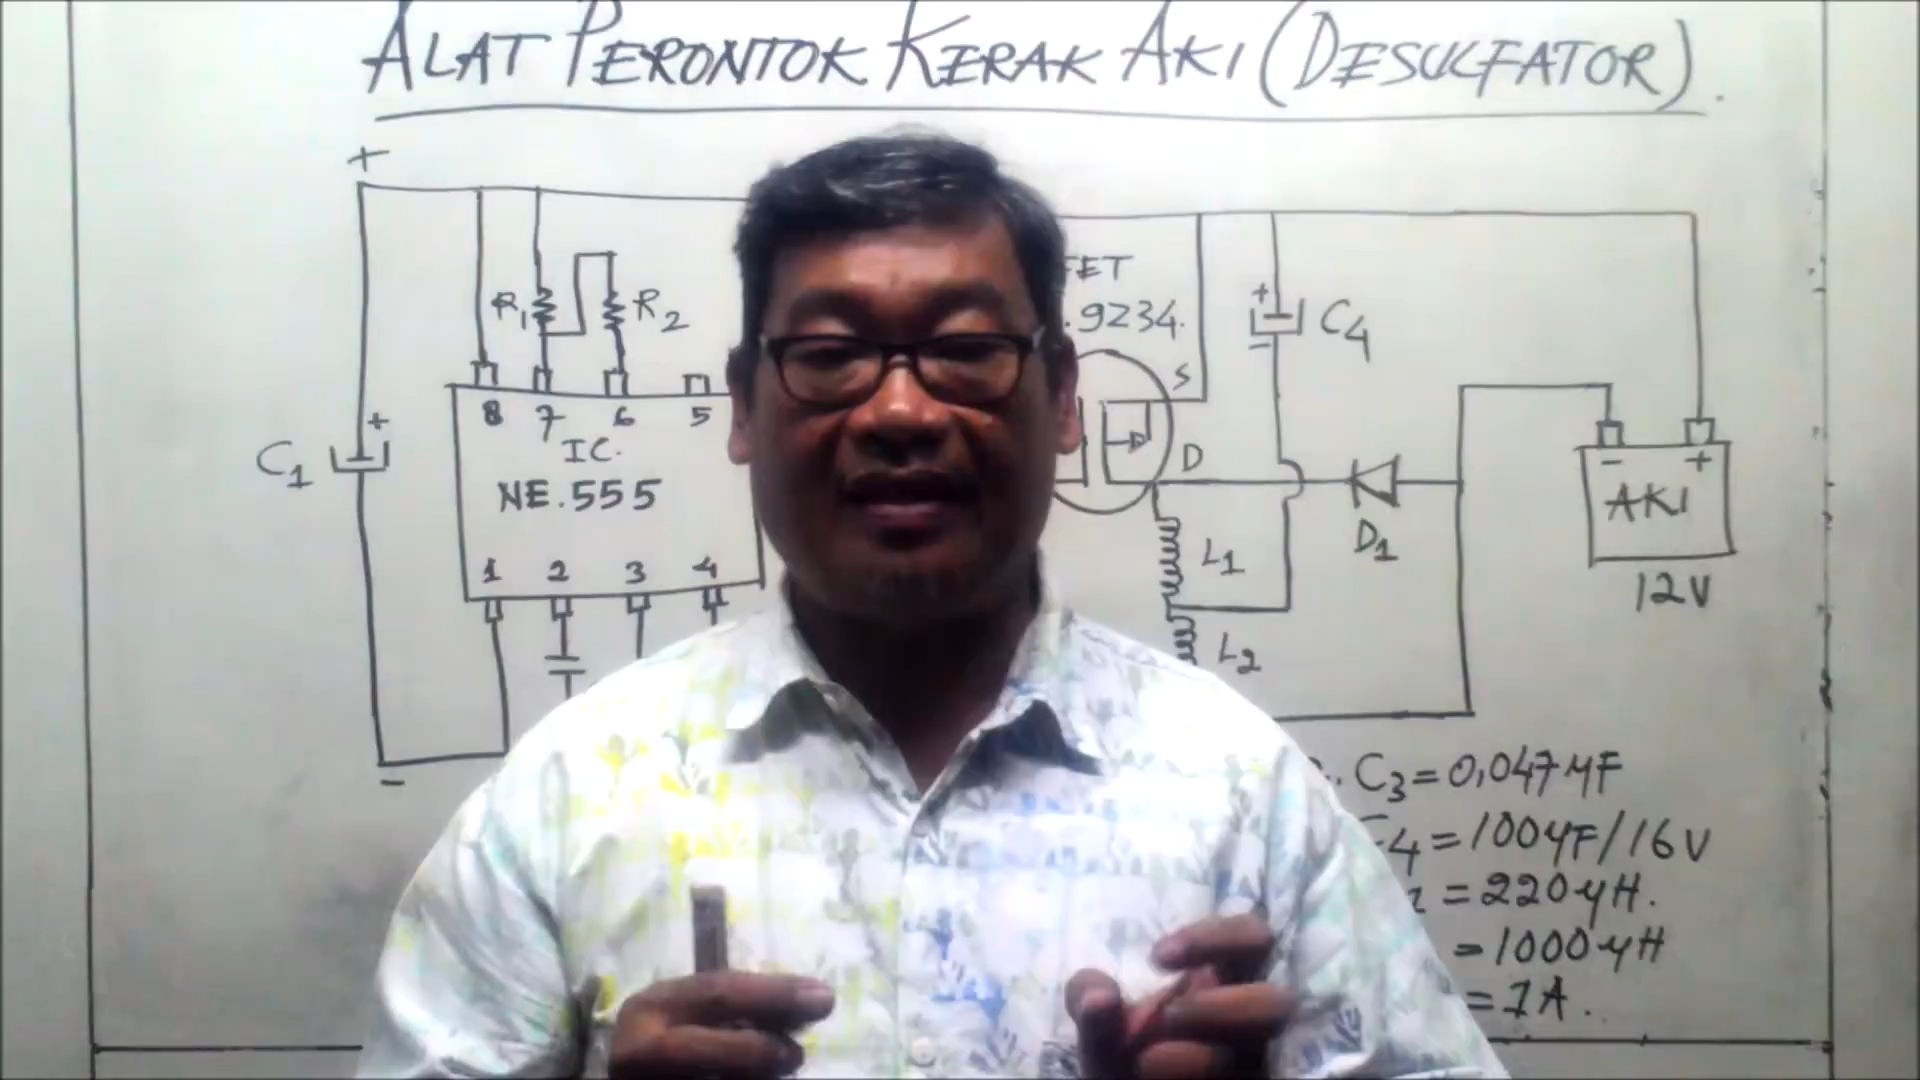 ALAT PERONTOK KERAK AKI (DESULFATOR).
+
FET
R1 R2 .9234. + C4
S
8 7 6 5
+
C1
IC.
NE.555
D
D1
- +
AKI
12V
1 2 3 4
L1
L2
-
C3 = 0,047 µF
4 = 100 µF/16V
= 220 µH.
= 1000 µH
= 1A.